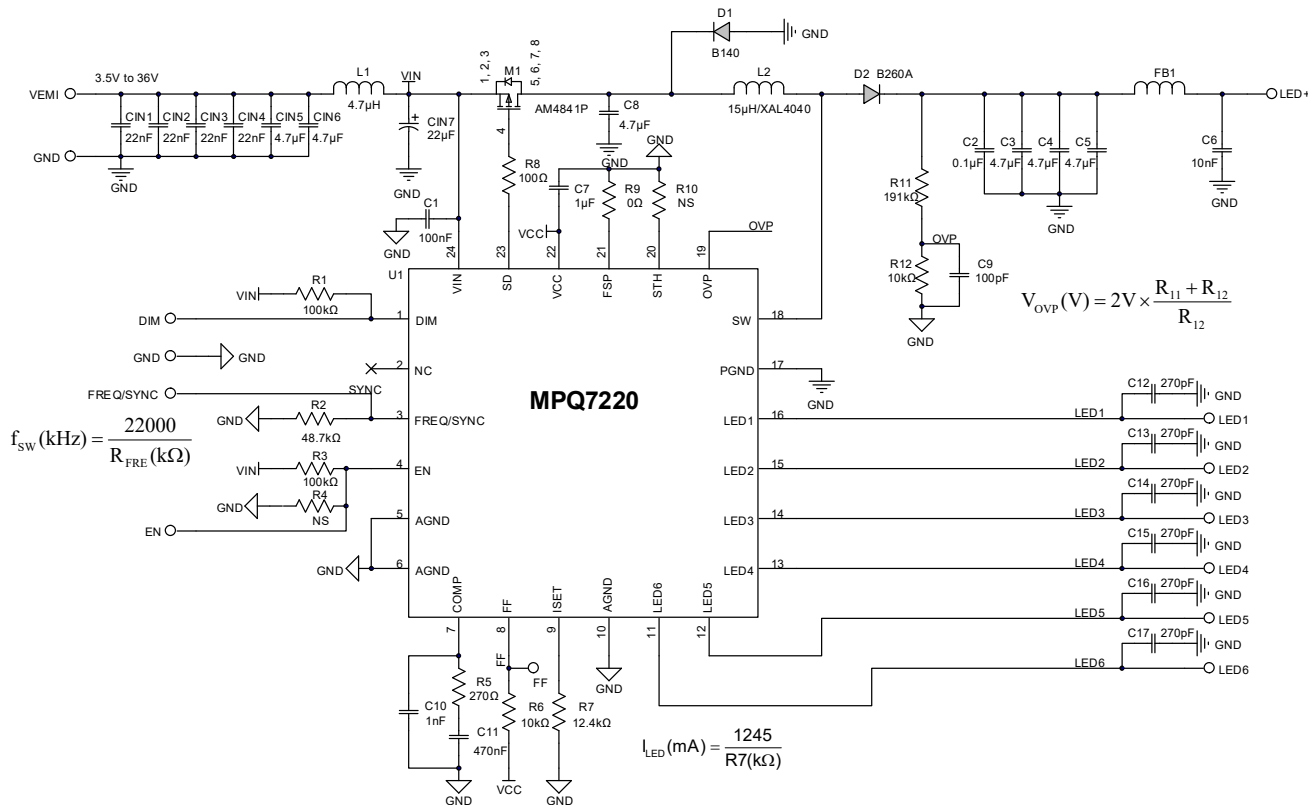 D1
GND
B140
1, 2, 3
5, 6, 7, 8
M1
AM4841P
3.5V to 36V
VEMI
L1
4.7µH
VIN
L2
15µH/XAL4040
D2 B260A
FB1
LED+
CIN1
22nF
CIN2
22nF
CIN3
22nF
CIN4
22nF
CIN5
4.7µF
CIN6
4.7µF
CIN7
22µF
+
GND
GND
GND
C8
4.7µF
GND
GND
4
R8
100Ω
C7
1µF
R9
0Ω
R10
NS
C2
0.1µF
C3
4.7µF
C4
4.7µF
C5
4.7µF
GND
C6
10nF
GND
R11
191kΩ
OVP
R12
10kΩ
C9
100pF
GND
V_OVP(V) = 2V × (R11 + R12) / R12
C1
100nF
GND
VCC
OVP
24
23
22
21
20
19
U1
VIN
SD
VCC
FSP
STH
OVP
MPQ7220
VIN
R1
100kΩ
DIM
1
DIM
GND
GND
2
NC
FREQ/SYNC
SYNC
GND
R2
48.7kΩ
3
FREQ/SYNC
f_SW(kHz) = 22000 / R_FRE(kΩ)
VIN
R3
100kΩ
4
EN
GND
R4
NS
EN
5
AGND
GND
6
AGND
SW
18
PGND
17
GND
LED1
16
LED1
C12
270pF
GND
LED1
LED2
15
LED2
C13
270pF
GND
LED2
LED3
14
LED3
C14
270pF
GND
LED3
LED4
13
LED4
C15
270pF
GND
LED4
LED5
C16
270pF
GND
LED5
LED6
C17
270pF
GND
LED6
COMP
FF
ISET
AGND
LED6
LED5
7
8
9
10
11
12
FF
FF
GND
C10
1nF
R5
270Ω
C11
470nF
GND
R6
10kΩ
VCC
R7
12.4kΩ
GND
I_LED(mA) = 1245 / R7(kΩ)